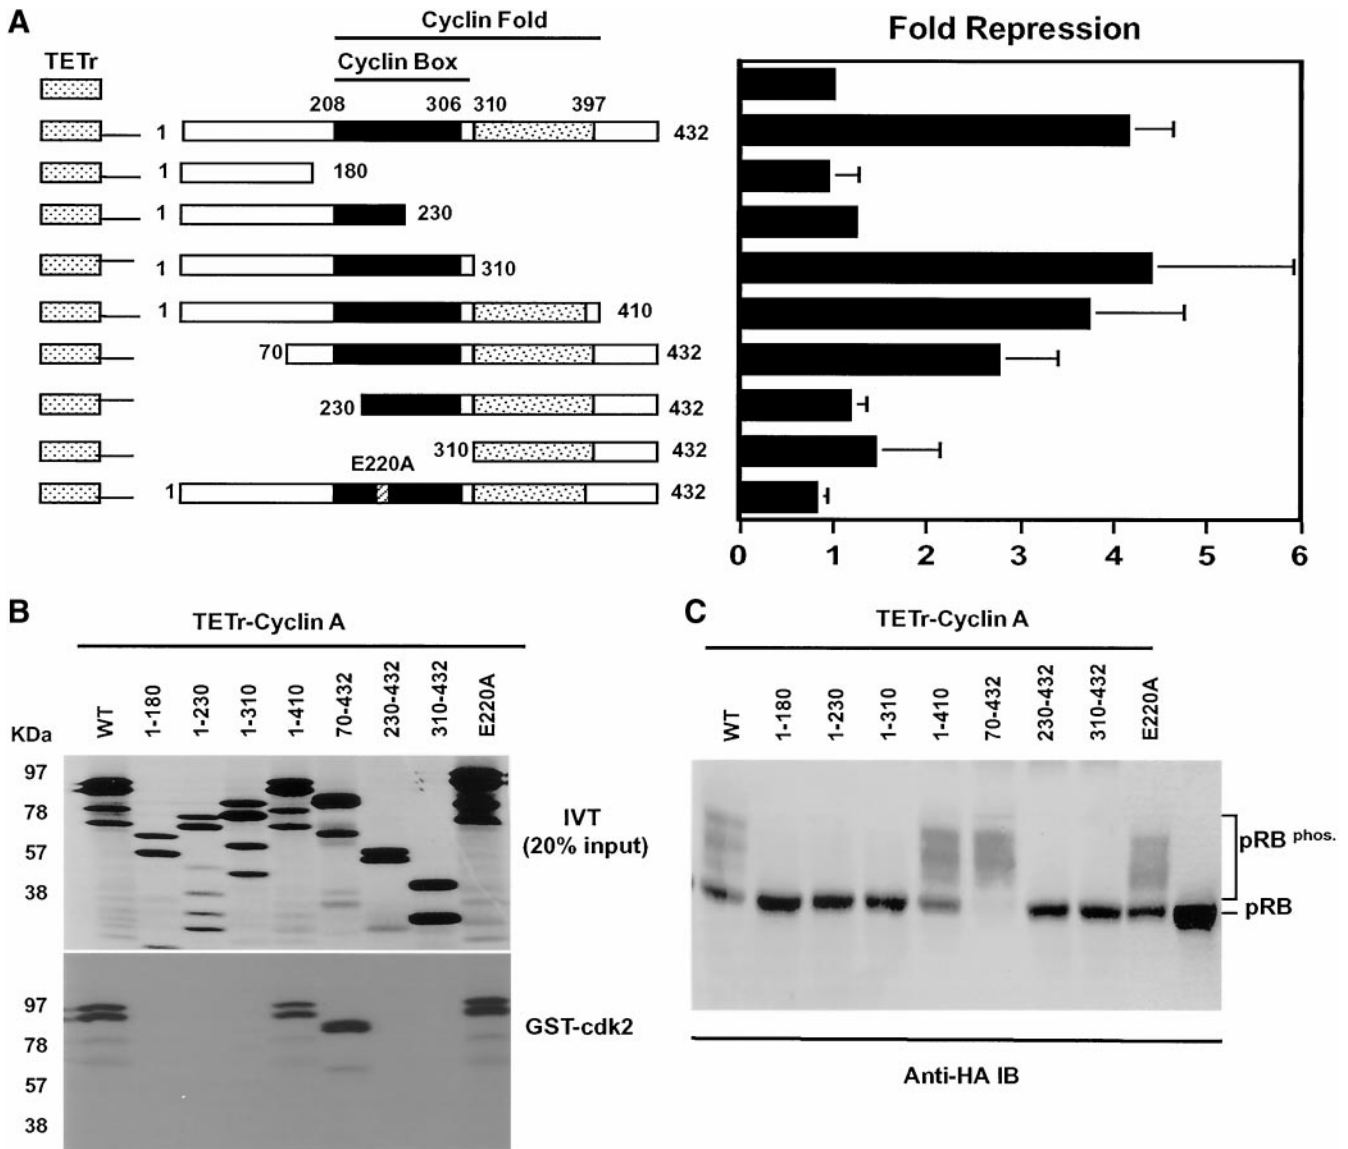 A
Cyclin Fold
Fold Repression
TETr
Cyclin Box
208 306 310 397
1 432
1 180
1 230
1 310
1 410
70 432
230 432
310 432
E220A
1 432
0 1 2 3 4 5 6
B
TETr-Cyclin A
WT 1-180 1-230 1-310 1-410 70-432 230-432 310-432 E220A
KDa
97
78
57
38
IVT
(20% input)
97
78
57
38
GST-cdk2
C
TETr-Cyclin A
WT 1-180 1-230 1-310 1-410 70-432 230-432 310-432 E220A
pRB phos.
pRB
Anti-HA IB